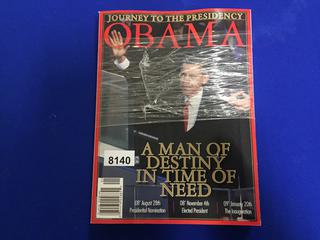 JOURNEY TO THE PRESIDENCY
OBAMA
A MAN OF
DESTINY
IN TIME OF
NEED
8140
08' August 28th
Presidential Nomination
08' November 4th
Elected President
09' January 20th
The Inauguration